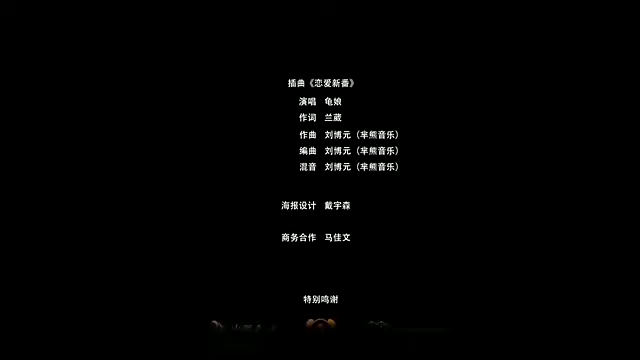 插曲《恋爱新番》
演唱 龟娘
作词 兰葳
作曲 刘博元（芈熊音乐）
编曲 刘博元（芈熊音乐）
混音 刘博元（芈熊音乐）
海报设计 戴宇森
商务合作 马佳文
特别鸣谢